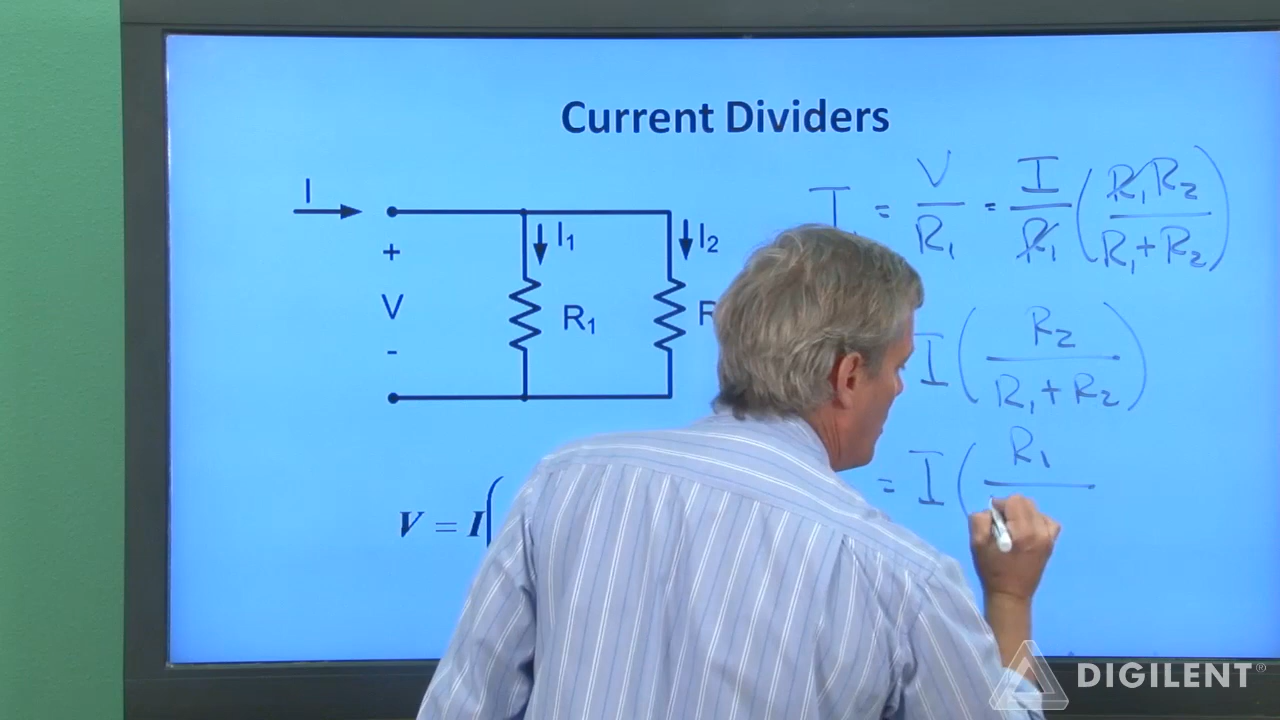 Current Dividers
I
I₁
I₂
+
V
-
R₁
R
V = I(
I = V/R₁ = I/R₁ (R₁R₂/(R₁+R₂))
I (R₂/(R₁+R₂))
= I (R₁/
DIGILENT®